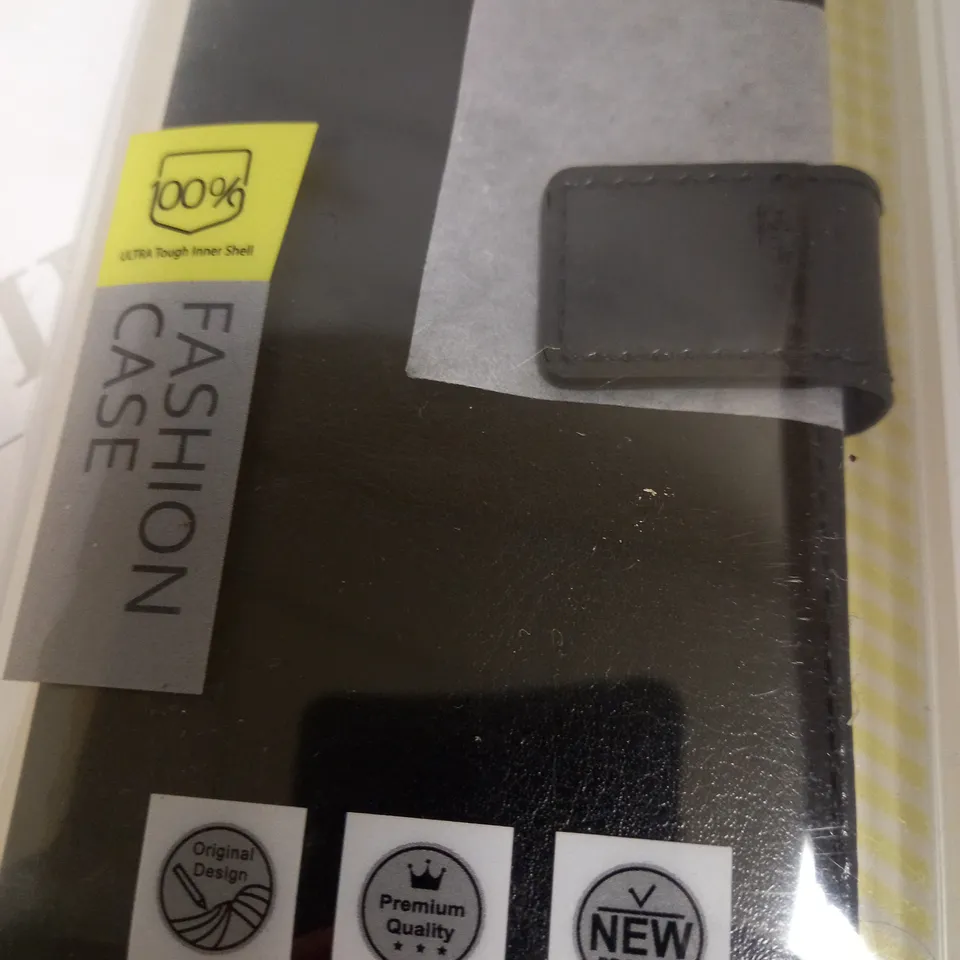 100%
ULTRA Tough Inner Shell
FASHION
CASE
Original
Design
Premium
Quality
NEW